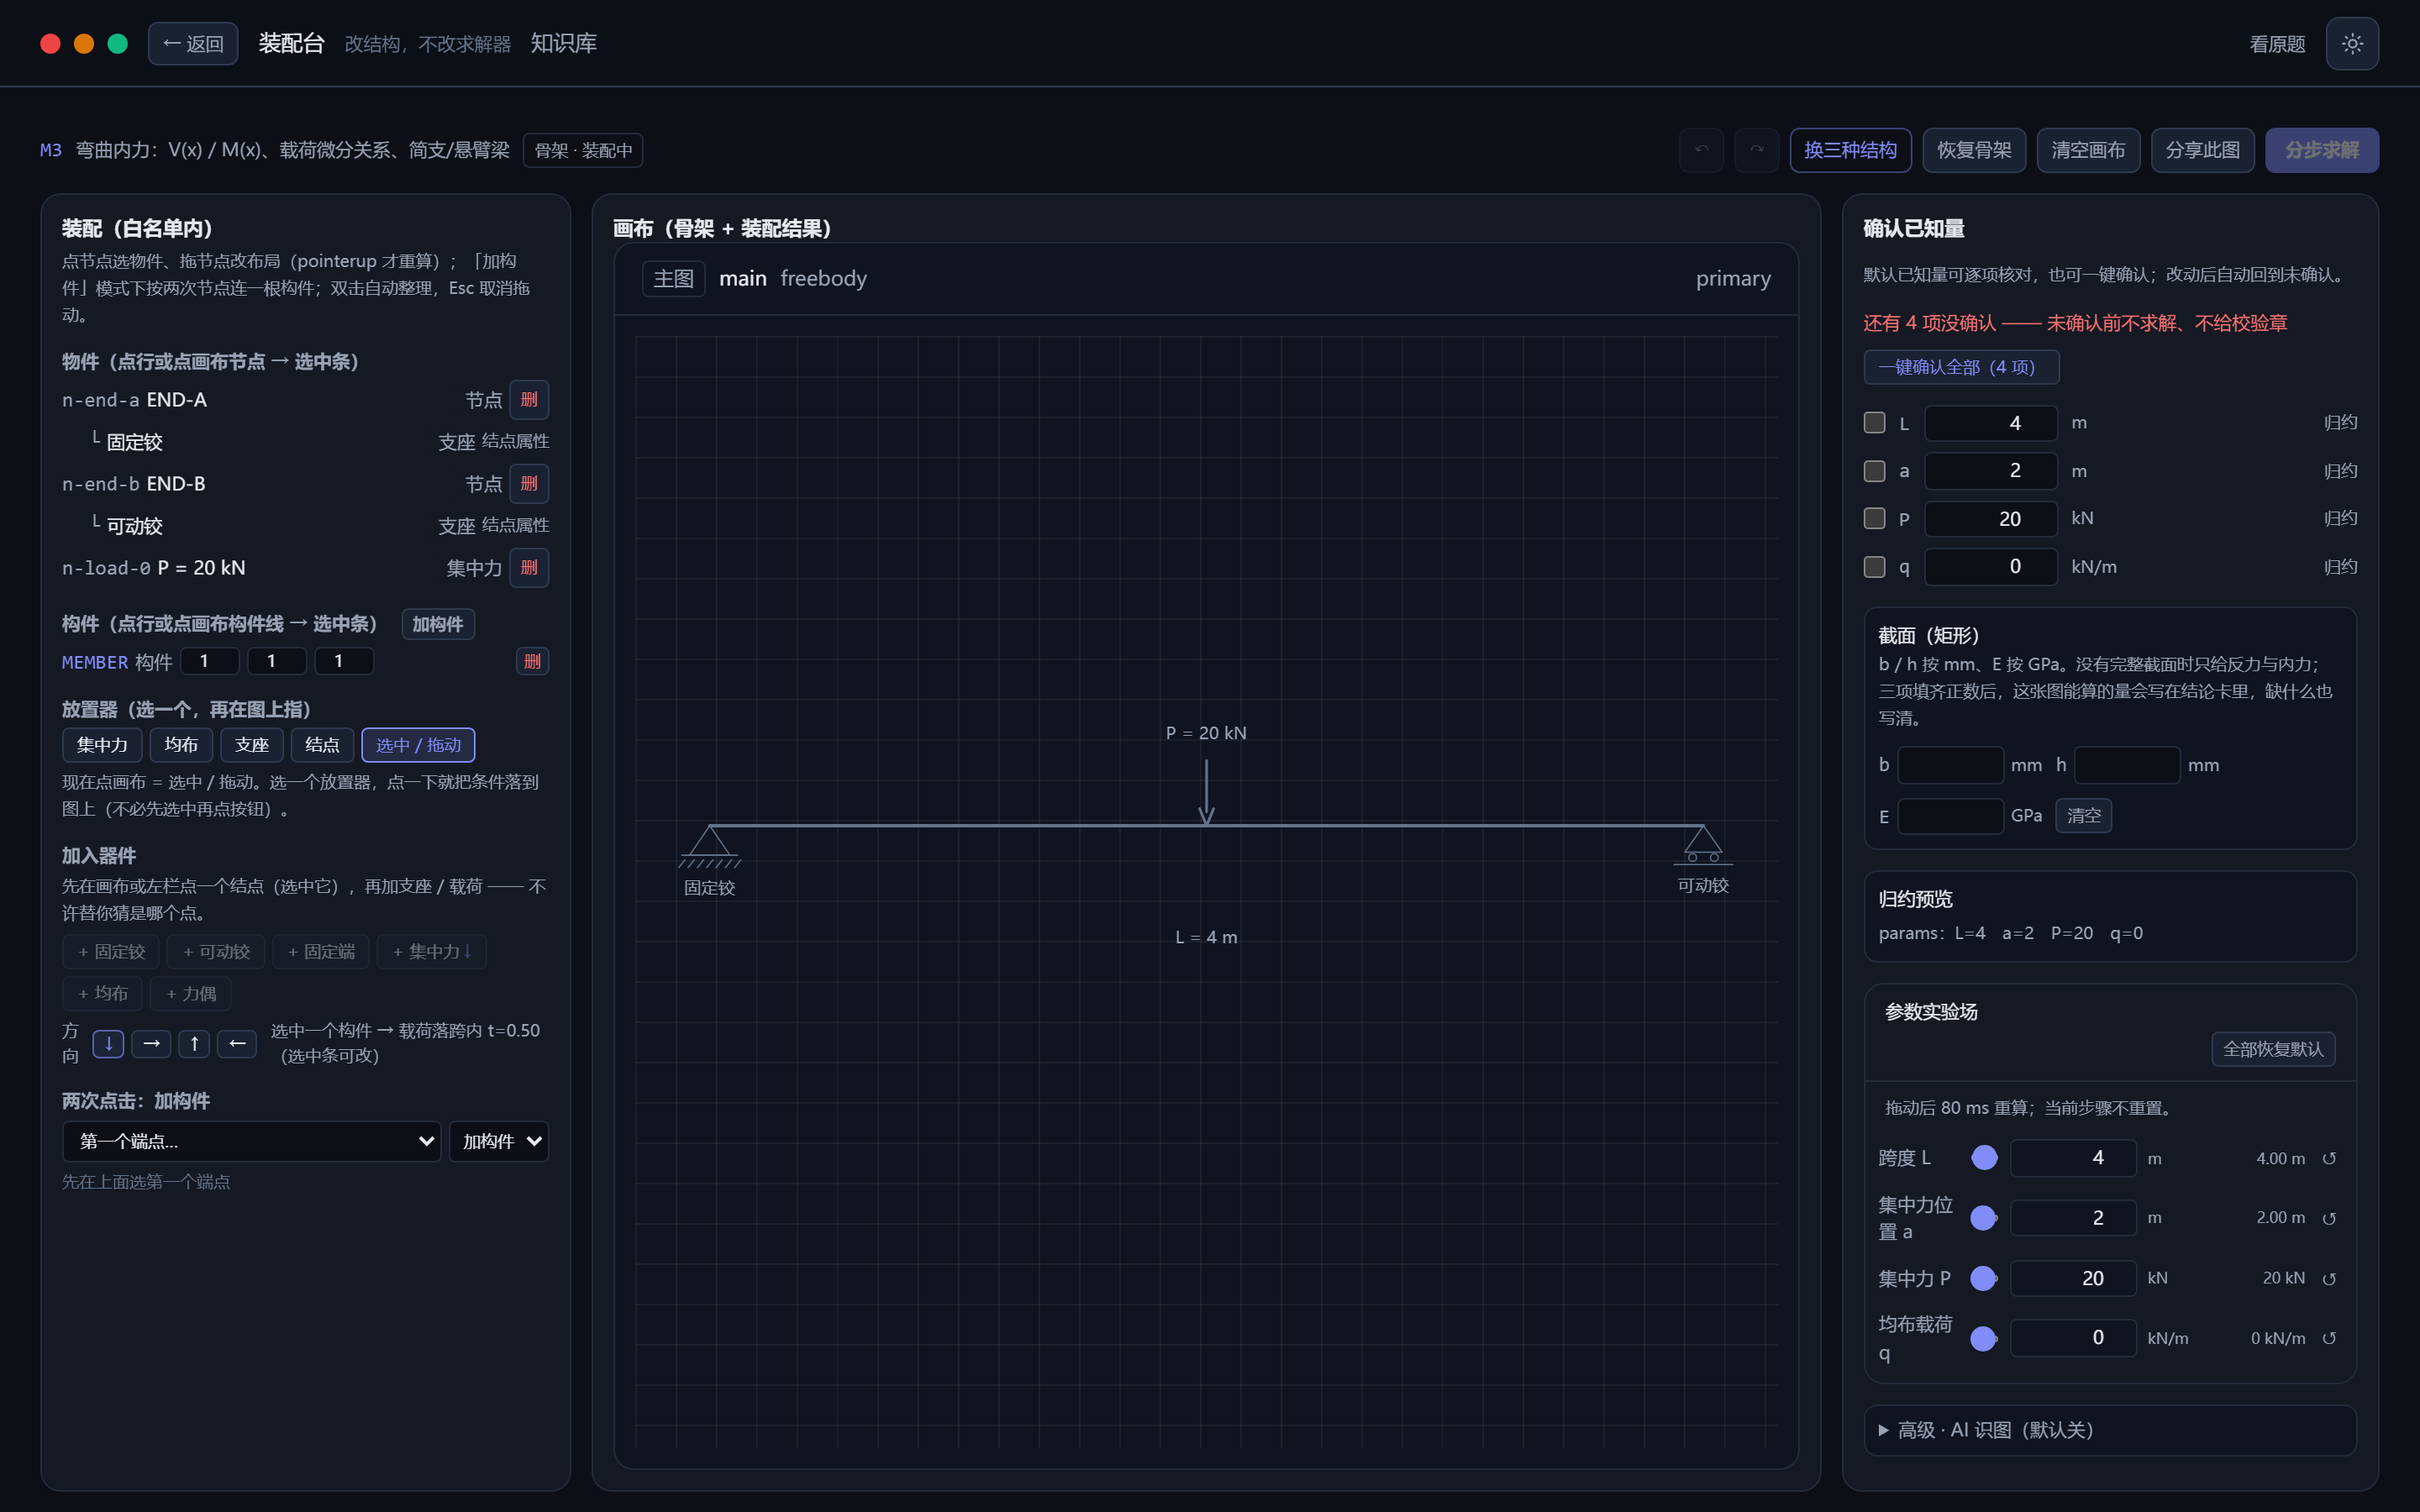 ← 返回 装配台 改结构，不改求解器 知识库 看原题
M3 弯曲内力：V(x) / M(x)、载荷微分关系、简支/悬臂梁 骨架 · 装配中 换三种结构 恢复骨架 清空画布 分享此图 分步求解
装配（白名单内）
点节点选物件、拖节点改布局（pointerup 才重算）；「加构
件」模式下按两次节点连一根构件；双击自动整理，Esc 取消拖
动。
物件（点行或点画布节点 → 选中条）
n-end-a END-A 节点 删
└ 固定铰 支座 结点属性
n-end-b END-B 节点 删
└ 可动铰 支座 结点属性
n-load-0 P = 20 kN 集中力 删
构件（点行或点画布构件线 → 选中条） 加构件
MEMBER 构件 1 1 1 删
放置器（选一个，再在图上指）
集中力 均布 支座 结点 选中 / 拖动
现在点画布 = 选中 / 拖动。选一个放置器，点一下就把条件落到
图上（不必先选中再点按钮）。
加入器件
先在画布或左栏点一个结点（选中它），再加支座 / 载荷 —— 不
许替你猜是哪个点。
+ 固定铰 + 可动铰 + 固定端 + 集中力↓
+ 均布 + 力偶
方向 ↓ → ↑ ← 选中一个构件 → 载荷落跨内 t=0.50
（选中条可改）
两次点击：加构件
第一个端点… 加构件
先在上面选第一个端点
画布（骨架 + 装配结果）
主图 main freebody primary
P = 20 kN
固定铰 可动铰
L = 4 m
确认已知量
默认已知量可逐项核对，也可一键确认；改动后自动回到未确认。
还有 4 项没确认 —— 未确认前不求解、不给校验章
一键确认全部（4 项）
L 4 m 归约
a 2 m 归约
P 20 kN 归约
q 0 kN/m 归约
截面（矩形）
b / h 按 mm、E 按 GPa。没有完整截面时只给反力与内力；
三项填齐正数后，这张图能算的量会写在结论卡里，缺什么也
写清。
b mm h mm
E GPa 清空
归约预览
params： L=4 a=2 P=20 q=0
参数实验场
全部恢复默认
拖动后 80 ms 重算；当前步骤不重置。
跨度 L 4 m 4.00 m ↺
集中力位
置 a 2 m 2.00 m ↺
集中力 P 20 kN 20 kN ↺
均布载荷
q 0 kN/m 0 kN/m ↺
▶ 高级 · AI 识图（默认关）